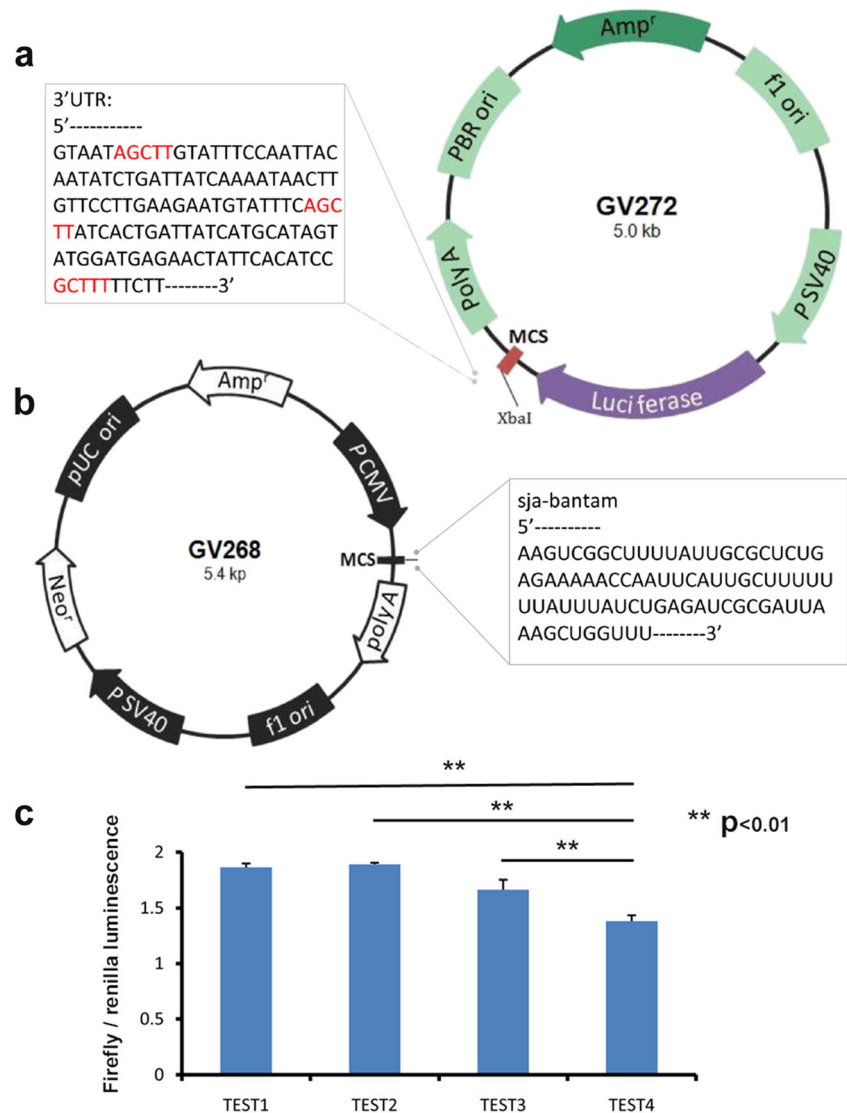 a
3'UTR:
5'-----------
GTAATAGCTTGTATTTCCAATTAC
AATATCTGATTATCAAAATAACTT
GTTCCTTGAAGAATGTATTTCAGC
TTATCACTGATTATCATGCATAGT
ATGGATGAGAACTATTCACATCC
GCTTTTTCTT--------3'
Ampʳ
f1 ori
P SV40
Luciferase
MCS
XbaI
Poly A
PBR ori
GV272
5.0 kb
b
Ampʳ
P CMV
MCS
polyA
f1 ori
P SV40
Neoʳ
pUC ori
GV268
5.4 kp
sja-bantam
5'----------
AAGUCGGCUUUUAUUGCGCUCUG
AGAAAAACCAAUUCAUUGCUUUUU
UUAUUUAUCUGAGAUCGCGAUUA
AAGCUGGUUU--------3'
c
**
**
**
** p<0.01
Firefly / renilla luminescence
2
1.5
1
0.5
0
TEST1 TEST2 TEST3 TEST4